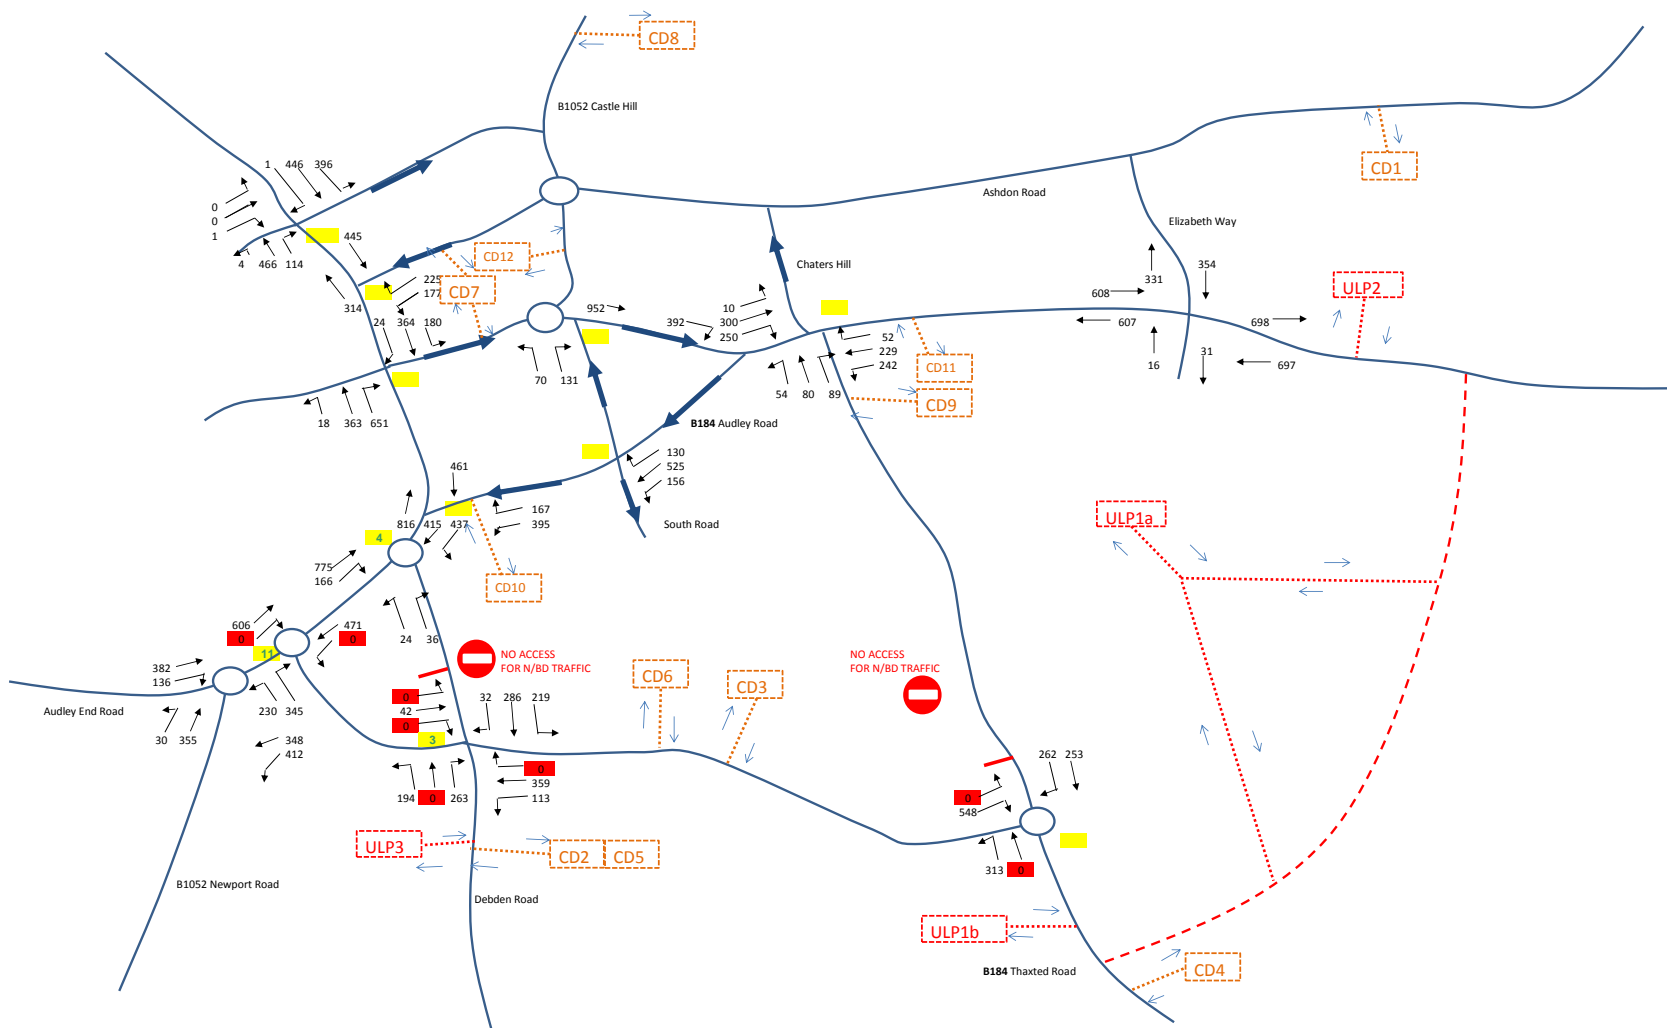 CD8
B1052 Castle Hill
CD1
1 446 396
Ashdon Road
0
0
1
Elizabeth Way
4 466 114
445
CD12
Chaters Hill
354
331
225
177
CD7
ULP2
608
314
952
10
24 364 180
392 300
250
607
698
52
229
242
31
16
697
70 131
54 80 89
CD11
CD9
18 363 651
B184 Audley Road
130
525
156
461
167
395
South Road
816 415 437
ULP1a
4
775
166
CD10
606
0
471
0
11
24 36
NO ACCESS
FOR N/BD TRAFFIC
NO ACCESS
FOR N/BD TRAFFIC
382
136
CD6
CD3
0
42
0
32 286 219
Audley End Road
230 345
30 355
348
412
3
0
359
113
194 0 263
262 253
0
548
ULP3
CD2 CD5
313 0
B1052 Newport Road
Debden Road
ULP1b
B184 Thaxted Road
CD4